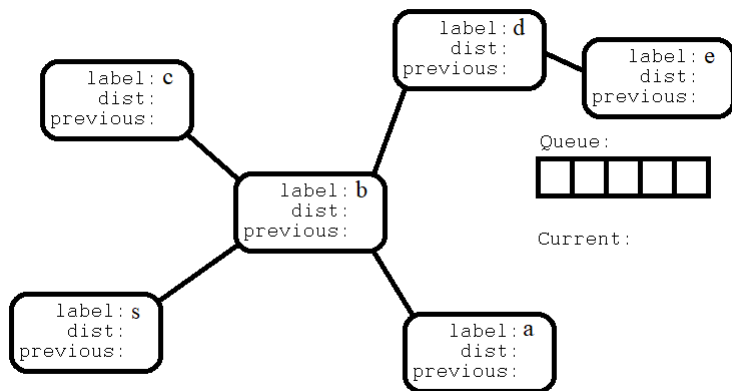 label: d
dist:
previous:
label: e
dist:
previous:
label: c
dist:
previous:
Queue:
label: b
dist:
previous:
Current:
label: s
dist:
previous:
label: a
dist:
previous: